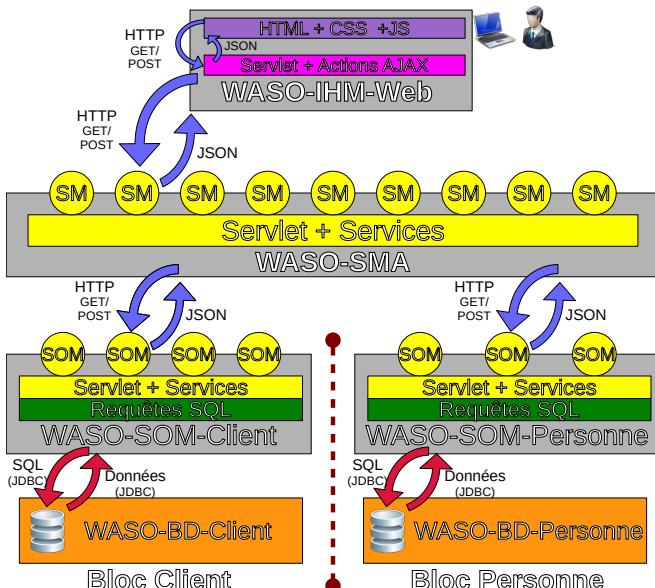 HTML + CSS +JS
HTTP
GET/
POST
JSON
Servlet + Actions AJAX
WASO-IHM-Web
HTTP
GET/
POST
JSON
SM SM SM SM SM SM SM SM SM
Servlet + Services
WASO-SMA
HTTP
GET/
POST
JSON
HTTP
GET/
POST
JSON
SOM SOM SOM SOM
Servlet + Services
Requêtes SQL
WASO-SOM-Client
SOM SOM SOM
Servlet + Services
Requêtes SQL
WASO-SOM-Personne
SQL
(JDBC)
Données
(JDBC)
SQL
(JDBC)
Données
(JDBC)
WASO-BD-Client
WASO-BD-Personne
Bloc Client
Bloc Personne